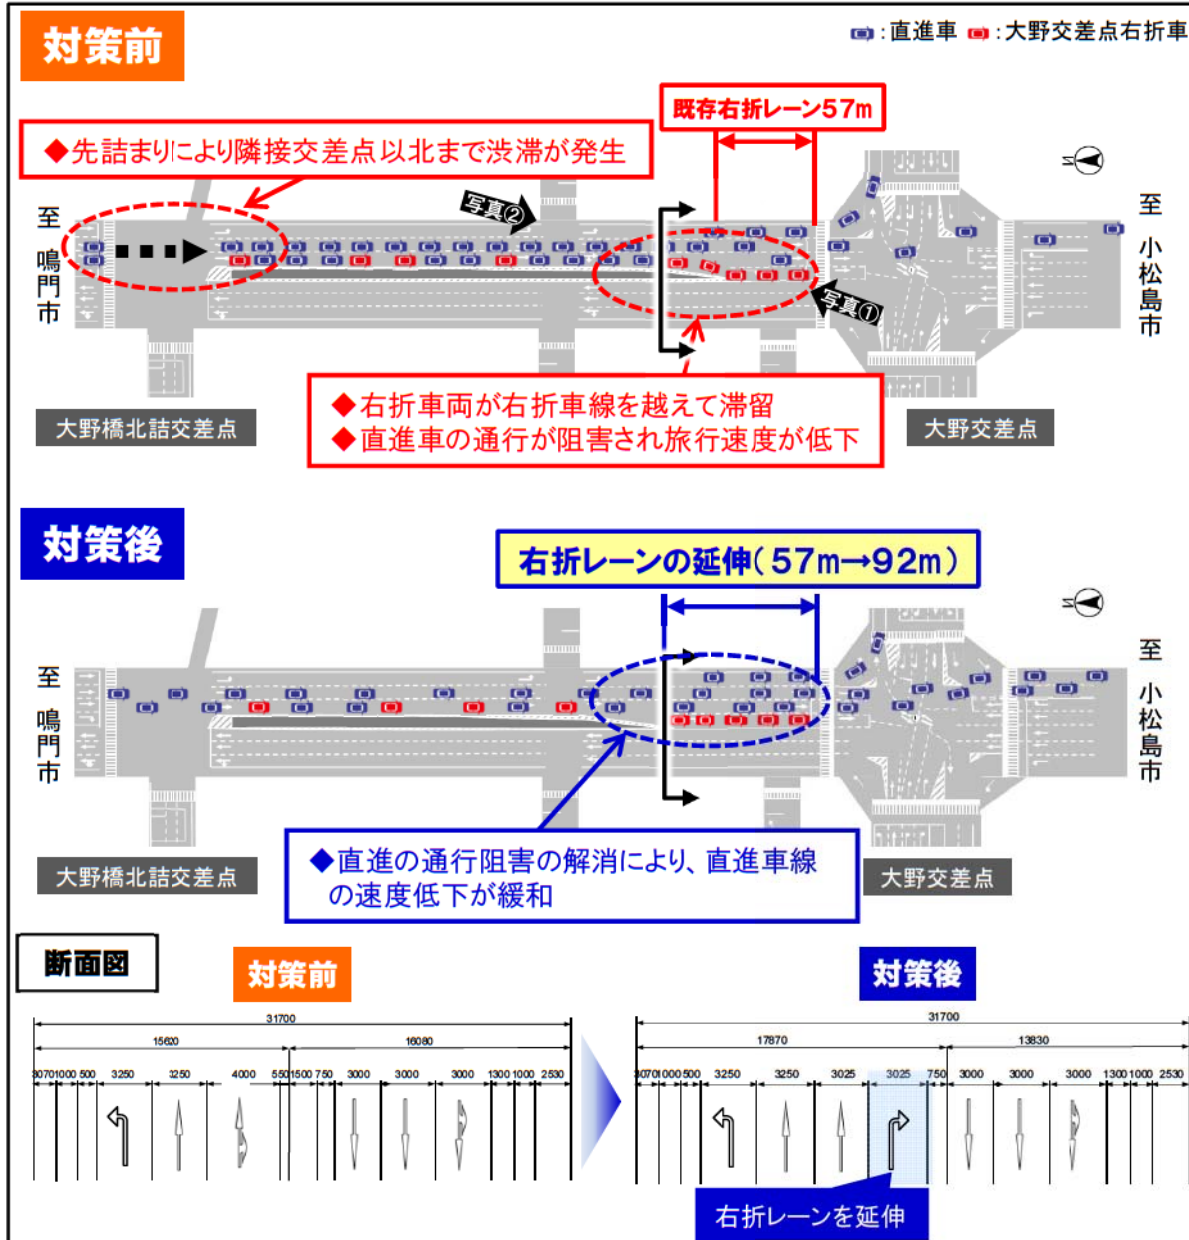 対策前
:直進車 :大野交差点右折車
既存右折レーン57m
◆先詰まりにより隣接交差点以北まで渋滞が発生
写真②
至 鳴門市
至 小松島市
写真①
◆右折車両が右折車線を越えて滞留
◆直進車の通行が阻害され旅行速度が低下
大野橋北詰交差点
大野交差点
対策後
右折レーンの延伸(57m→92m)
至 鳴門市
至 小松島市
◆直進の通行阻害の解消により、直進車線
の速度低下が緩和
大野橋北詰交差点
大野交差点
断面図
対策前
31700
15620 16080
3070 1000 500 3250 3250 4000 550 1500 750 3000 3000 3000 1300 1000 2530
対策後
31700
17870 13830
3070 1000 500 3250 3250 3025 3025 750 3000 3000 3000 1300 1000 2530
右折レーンを延伸